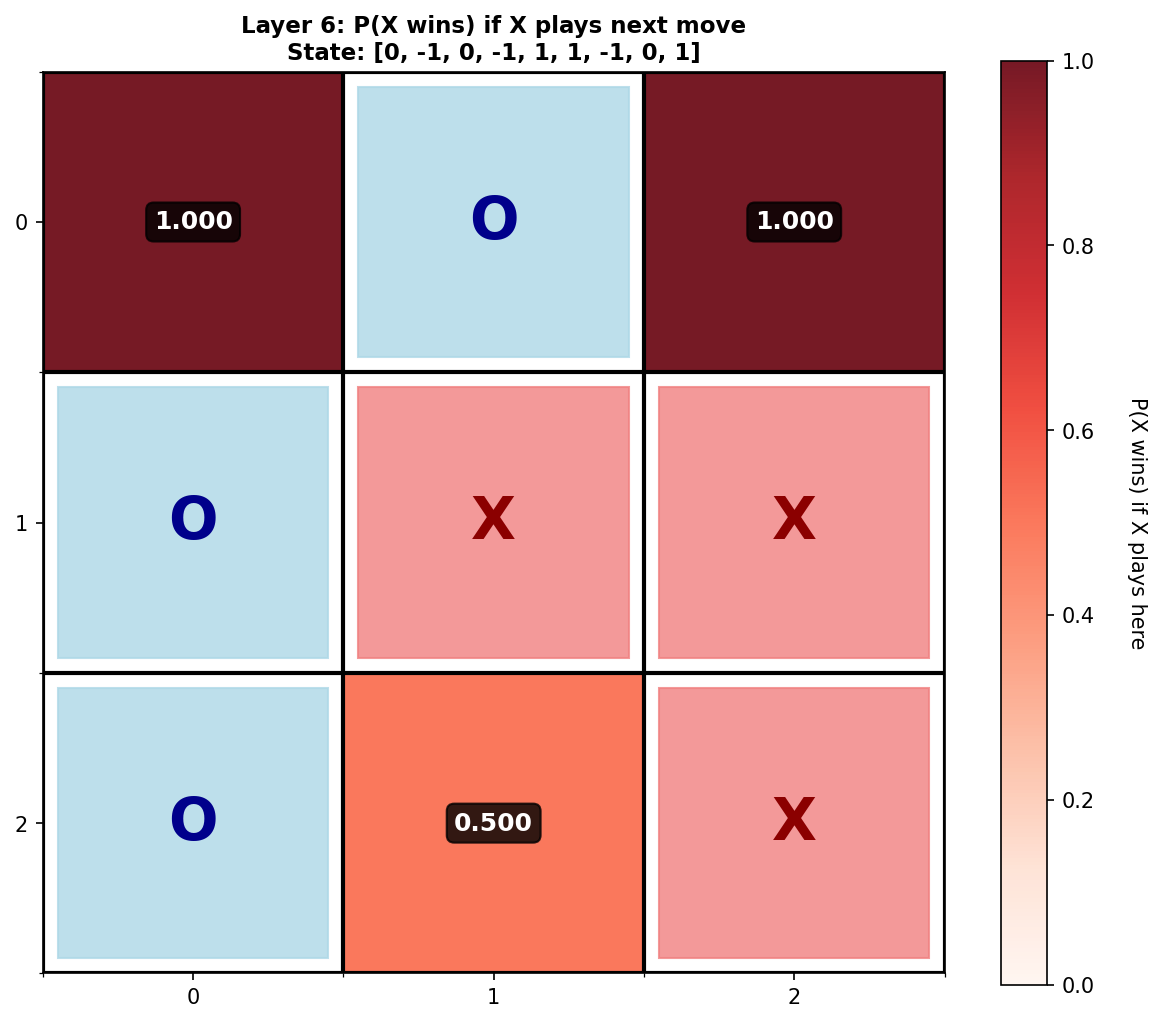 Layer 6: P(X wins) if X plays next move
State: [0, -1, 0, -1, 1, 1, -1, 0, 1]
0
1.000
O
1.000
1
O
X
X
2
O
0.500
X
0
1
2
1.0
0.8
0.6
0.4
0.2
0.0
P(X wins) if X plays here